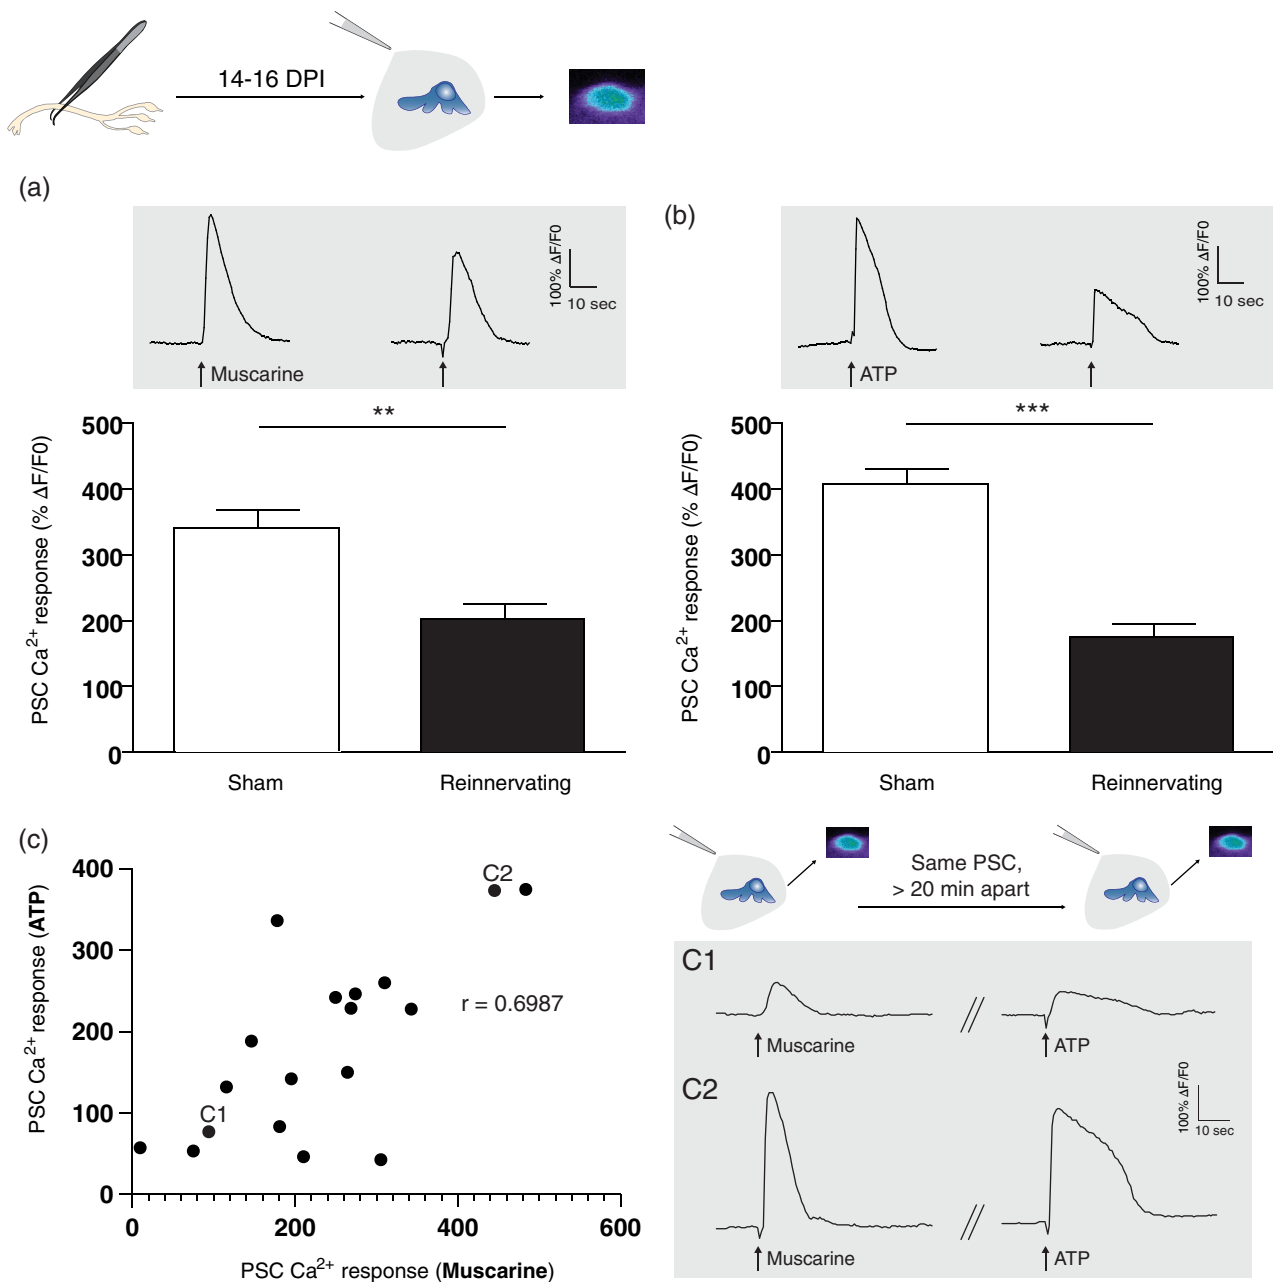 14-16 DPI
(a)
100% ΔF/F0
10 sec
Muscarine
**
500
400
300
200
100
0
PSC Ca²⁺ response (% ΔF/F0)
Sham
Reinnervating
(b)
100% ΔF/F0
10 sec
ATP
***
500
400
300
200
100
0
PSC Ca²⁺ response (% ΔF/F0)
Sham
Reinnervating
(c)
400
300
200
100
0
PSC Ca²⁺ response (ATP)
C2
C1
r = 0.6987
0
200
400
600
PSC Ca²⁺ response (Muscarine)
Same PSC,
> 20 min apart
C1
Muscarine
ATP
C2
100% ΔF/F0
10 sec
Muscarine
ATP